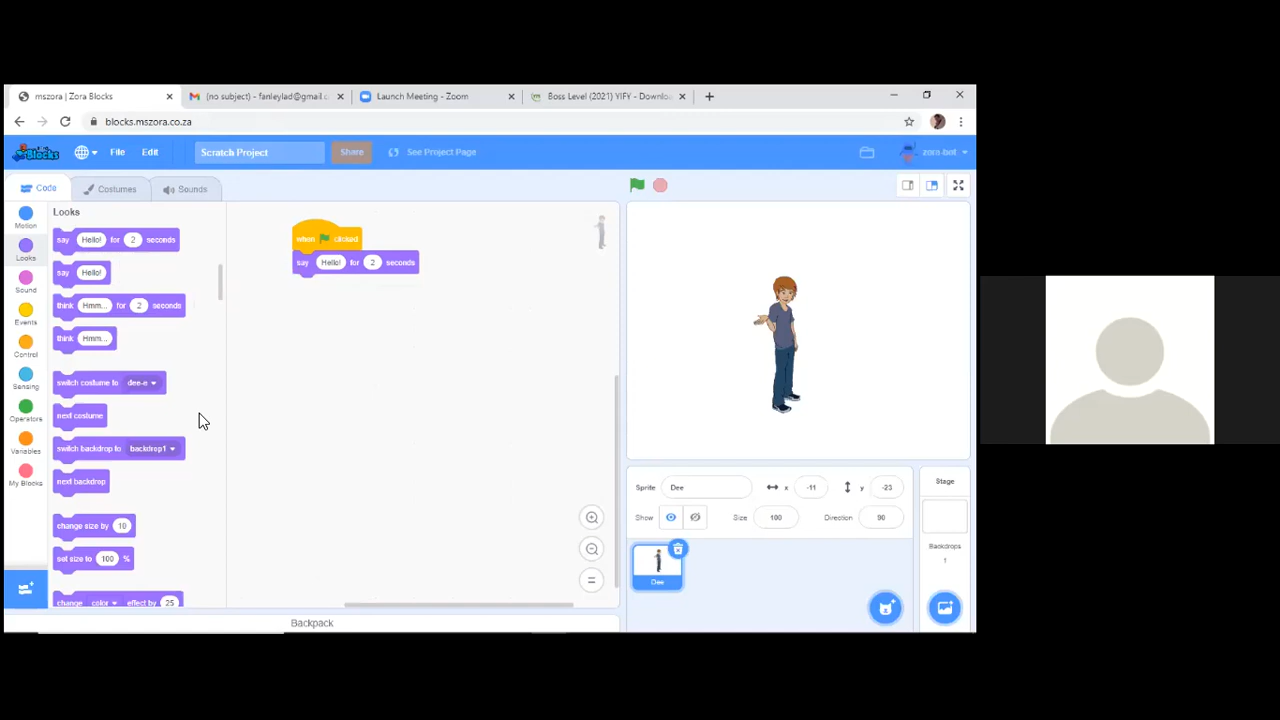 mszora | Zora Blocks
(no subject) - fanleylad@gmail.c
Launch Meeting - Zoom
Boss Level (2021) YIFY - Downloa
blocks.mszora.co.za
Blocks
File
Edit
Scratch Project
Share
See Project Page
zora-bot
Code
Costumes
Sounds
Motion
Looks
Sound
Events
Control
Sensing
Operators
Variables
My Blocks
Looks
say Hello! for 2 seconds
say Hello!
think Hmm... for 2 seconds
think Hmm...
switch costume to dee-e
next costume
switch backdrop to backdrop1
next backdrop
change size by 10
set size to 100 %
change color effect by 25
when clicked
say Hello! for 2 seconds
Backpack
Sprite Dee x -11 y -23
Show Size 100 Direction 90
Dee
Stage
Backdrops
1